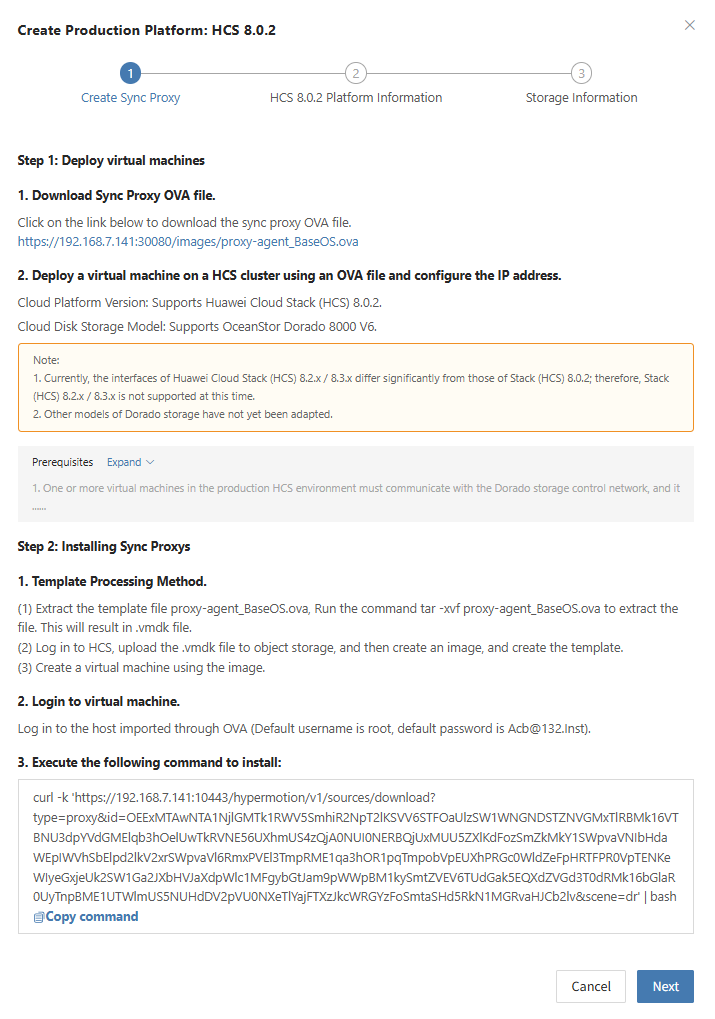 Create Production Platform: HCS 8.0.2
1
2
3
Create Sync Proxy
HCS 8.0.2 Platform Information
Storage Information
Step 1: Deploy virtual machines
1. Download Sync Proxy OVA file.
Click on the link below to download the sync proxy OVA file.
https://192.168.7.141:30080/images/proxy-agent_BaseOS.ova
2. Deploy a virtual machine on a HCS cluster using an OVA file and configure the IP address.
Cloud Platform Version: Supports Huawei Cloud Stack (HCS) 8.0.2.
Cloud Disk Storage Model: Supports OceanStor Dorado 8000 V6.
Note:
1. Currently, the interfaces of Huawei Cloud Stack (HCS) 8.2.x / 8.3.x differ significantly from those of Stack (HCS) 8.0.2; therefore, Stack
(HCS) 8.2.x / 8.3.x is not supported at this time.
2. Other models of Dorado storage have not yet been adapted.
Prerequisites Expand
1. One or more virtual machines in the production HCS environment must communicate with the Dorado storage control network, and it
......
Step 2: Installing Sync Proxys
1. Template Processing Method.
(1) Extract the template file proxy-agent_BaseOS.ova, Run the command tar -xvf proxy-agent_BaseOS.ova to extract the
file. This will result in .vmdk file.
(2) Log in to HCS, upload the .vmdk file to object storage, and then create an image, and create the template.
(3) Create a virtual machine using the image.
2. Login to virtual machine.
Log in to the host imported through OVA (Default username is root, default password is Acb@132.Inst).
3. Execute the following command to install:
curl -k 'https://192.168.7.141:10443/hypermotion/v1/sources/download?
type=proxy&id=OEExMTAwNTA1NjlGMTk1RWV5SmhiR2NpT2lKSVV6STFOaUlzSW1WNGNDSTZNVGMxTlRBMk16VT
BNU3dpYVdGMElqb3hOelUwTkRVNE56UXhmUS4zQjA0NUI0NERBQjUxMUU5ZXlKdFozSmZkMkY1SWpvaVNIbHda
WEpIWVhSbElpd2lkV2xrSWpvaVl6RmxPVEl3TmpRME1qa3hOR1pqTmpobVpEUXhPRGc0WldZeFpHRTFPR0VpTENKe
WIyeGxjeUk2SW1Ga2JXbHVJaXdpWlc1MFgybGtJam9pWWpBM1kySmtZVEV6TUdGak5EQXdZVGd3T0dRMk16bGlaR
0UyTnpBME1UTWlmUS5NUHdDV2pVU0NXeTlYajFTXzJkcWRGYzFoSmtaSHd5RkN1MGRvaHJCb2lv&scene=dr' | bash
Copy command
Cancel
Next